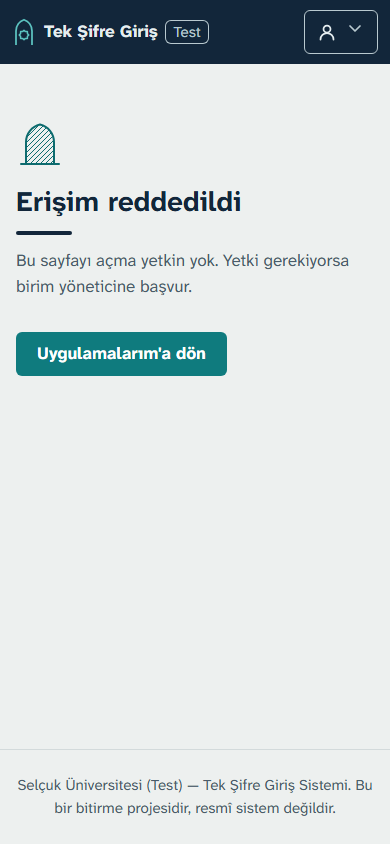 Tek Şifre Giriş Test
Erişim reddedildi
Bu sayfayı açma yetkin yok. Yetki gerekiyorsa
birim yöneticine başvur.
Uygulamalarım'a dön
Selçuk Üniversitesi (Test) — Tek Şifre Giriş Sistemi. Bu
bir bitirme projesidir, resmî sistem değildir.